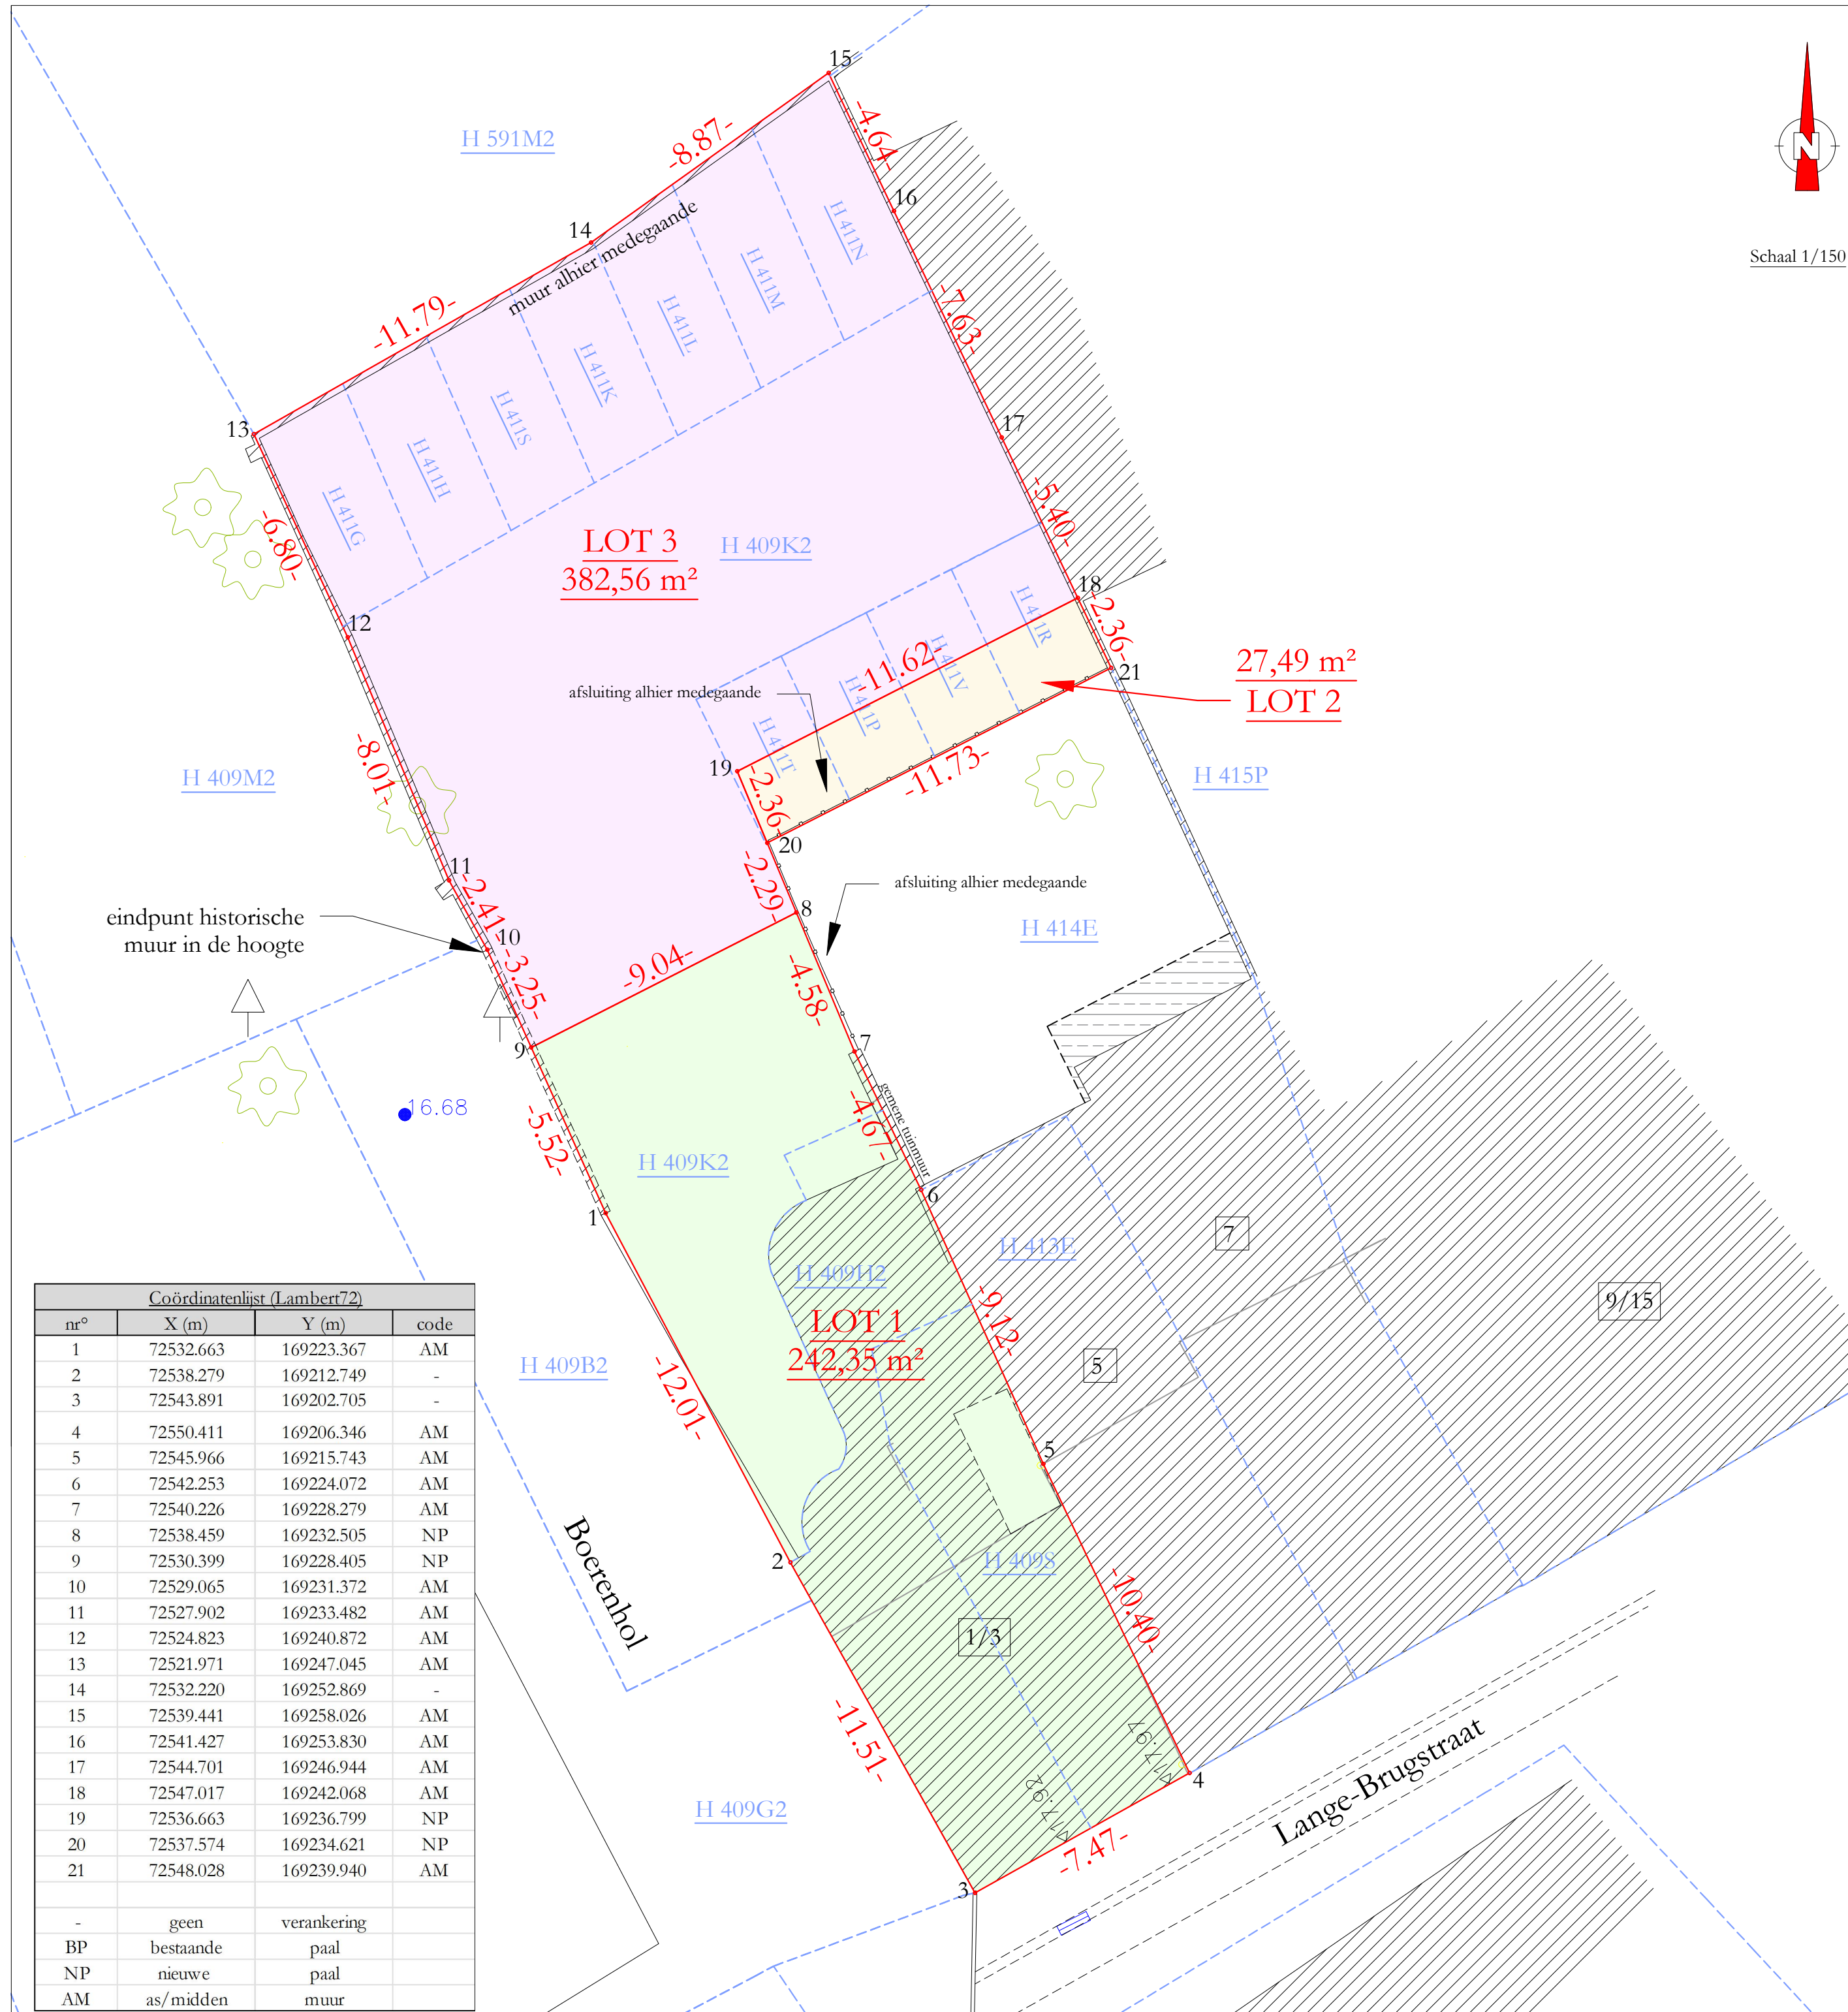 15
H 591M2
-8.87-
-4.64-
N
Schaal 1/150
14
16
H 411N
muur alhier medegaande
H 411M
-11.79-
H 411L
-7.63-
H 411K
H 411S
13
17
H 411H
H 411G
-6.80-
-5.40-
LOT 3
382,56 m²
H 409K2
18
12
H 411R
-2.36-
H 411V
-11.62-
21
27,49 m²
LOT 2
afsluiting alhier medegaande
H 411P
H 411T
19
-2.36-
-11.73-
-8.01-
H 409M2
H 415P
20
11
-2.29-
afsluiting alhier medegaande
-2.41-
eindpunt historische
muur in de hoogte
8
H 414E
10
-3.25-
-9.04-
-4.58-
9
7
16.68
gemene tuinmuur
-4.67-
-5.52-
H 409K2
6
1
7
H 413E
H 409H2
9/15
LOT 1
242,35 m²
-9.12-
5
H 409B2
-12.01-
5
2
H 409S
Boerenhol
-10.40-
1/3
-11.51-
17.97
4
17.92
H 409G2
-7.47-
Lange-Brugstraat
3
Coördinatenlijst (Lambert72)
nr° X (m) Y (m) code
1 72532.663 169223.367 AM
2 72538.279 169212.749 -
3 72543.891 169202.705 -
4 72550.411 169206.346 AM
5 72545.966 169215.743 AM
6 72542.253 169224.072 AM
7 72540.226 169228.279 AM
8 72538.459 169232.505 NP
9 72530.399 169228.405 NP
10 72529.065 169231.372 AM
11 72527.902 169233.482 AM
12 72524.823 169240.872 AM
13 72521.971 169247.045 AM
14 72532.220 169252.869 -
15 72539.441 169258.026 AM
16 72541.427 169253.830 AM
17 72544.701 169246.944 AM
18 72547.017 169242.068 AM
19 72536.663 169236.799 NP
20 72537.574 169234.621 NP
21 72548.028 169239.940 AM
- geen verankering
BP bestaande paal
NP nieuwe paal
AM as/midden muur